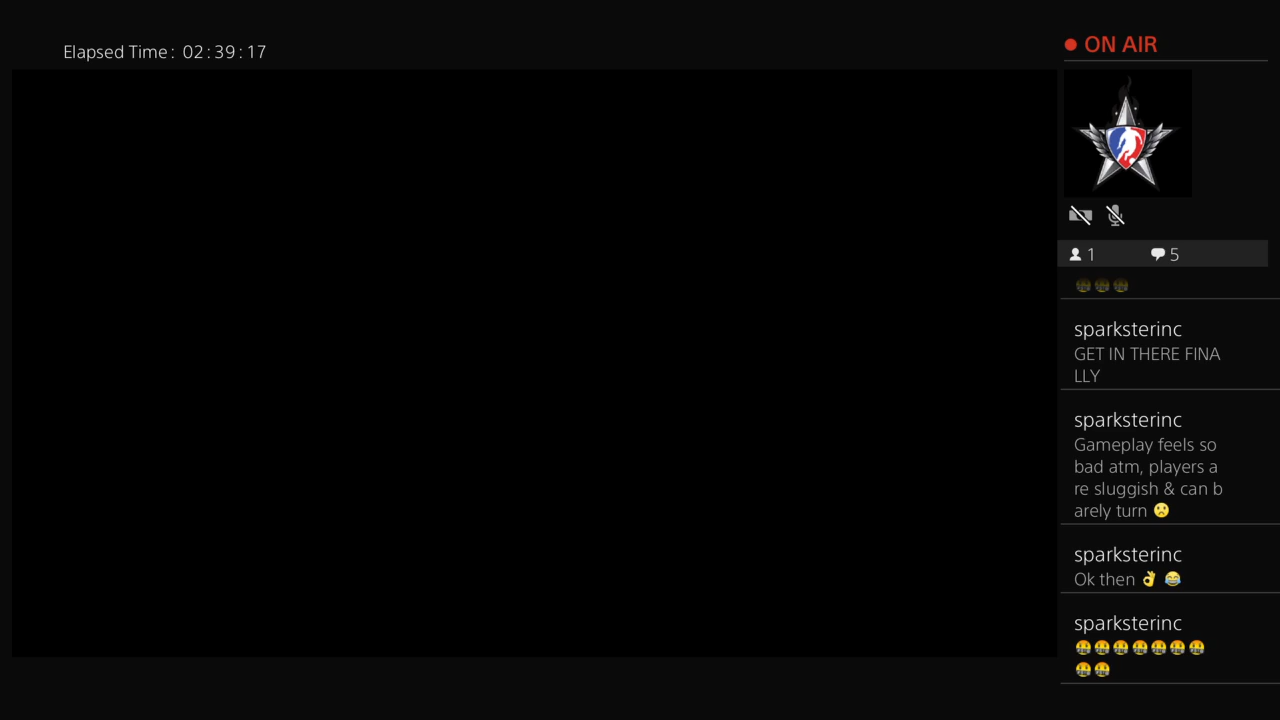 Elapsed Time: 02:39:17
ON AIR
1
5
sparksterinc
GET IN THERE FINA
LLY
sparksterinc
Gameplay feels so
bad atm, players a
re sluggish & can b
arely turn 🙁
sparksterinc
Ok then 👌 😂
sparksterinc